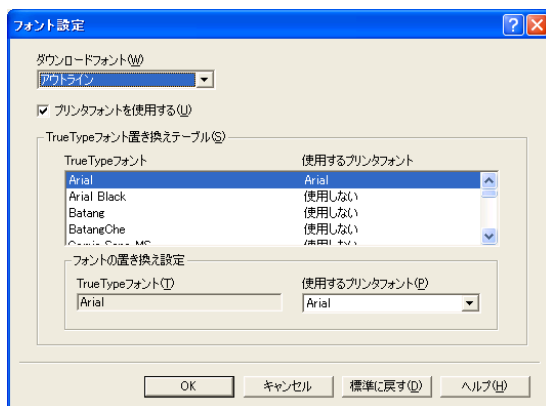 フォント設定
ダウンロードフォント(W)
アウトライン
プリンタフォントを使用する(U)
TrueTypeフォント置き換えテーブル(S)
TrueTypeフォント 使用するプリンタフォント
Arial Arial
Arial Black 使用しない
Batang 使用しない
BatangChe 使用しない
フォントの置き換え設定
TrueTypeフォント(T) 使用するプリンタフォント(P)
Arial Arial
OK キャンセル 標準に戻す(D) ヘルプ(H)